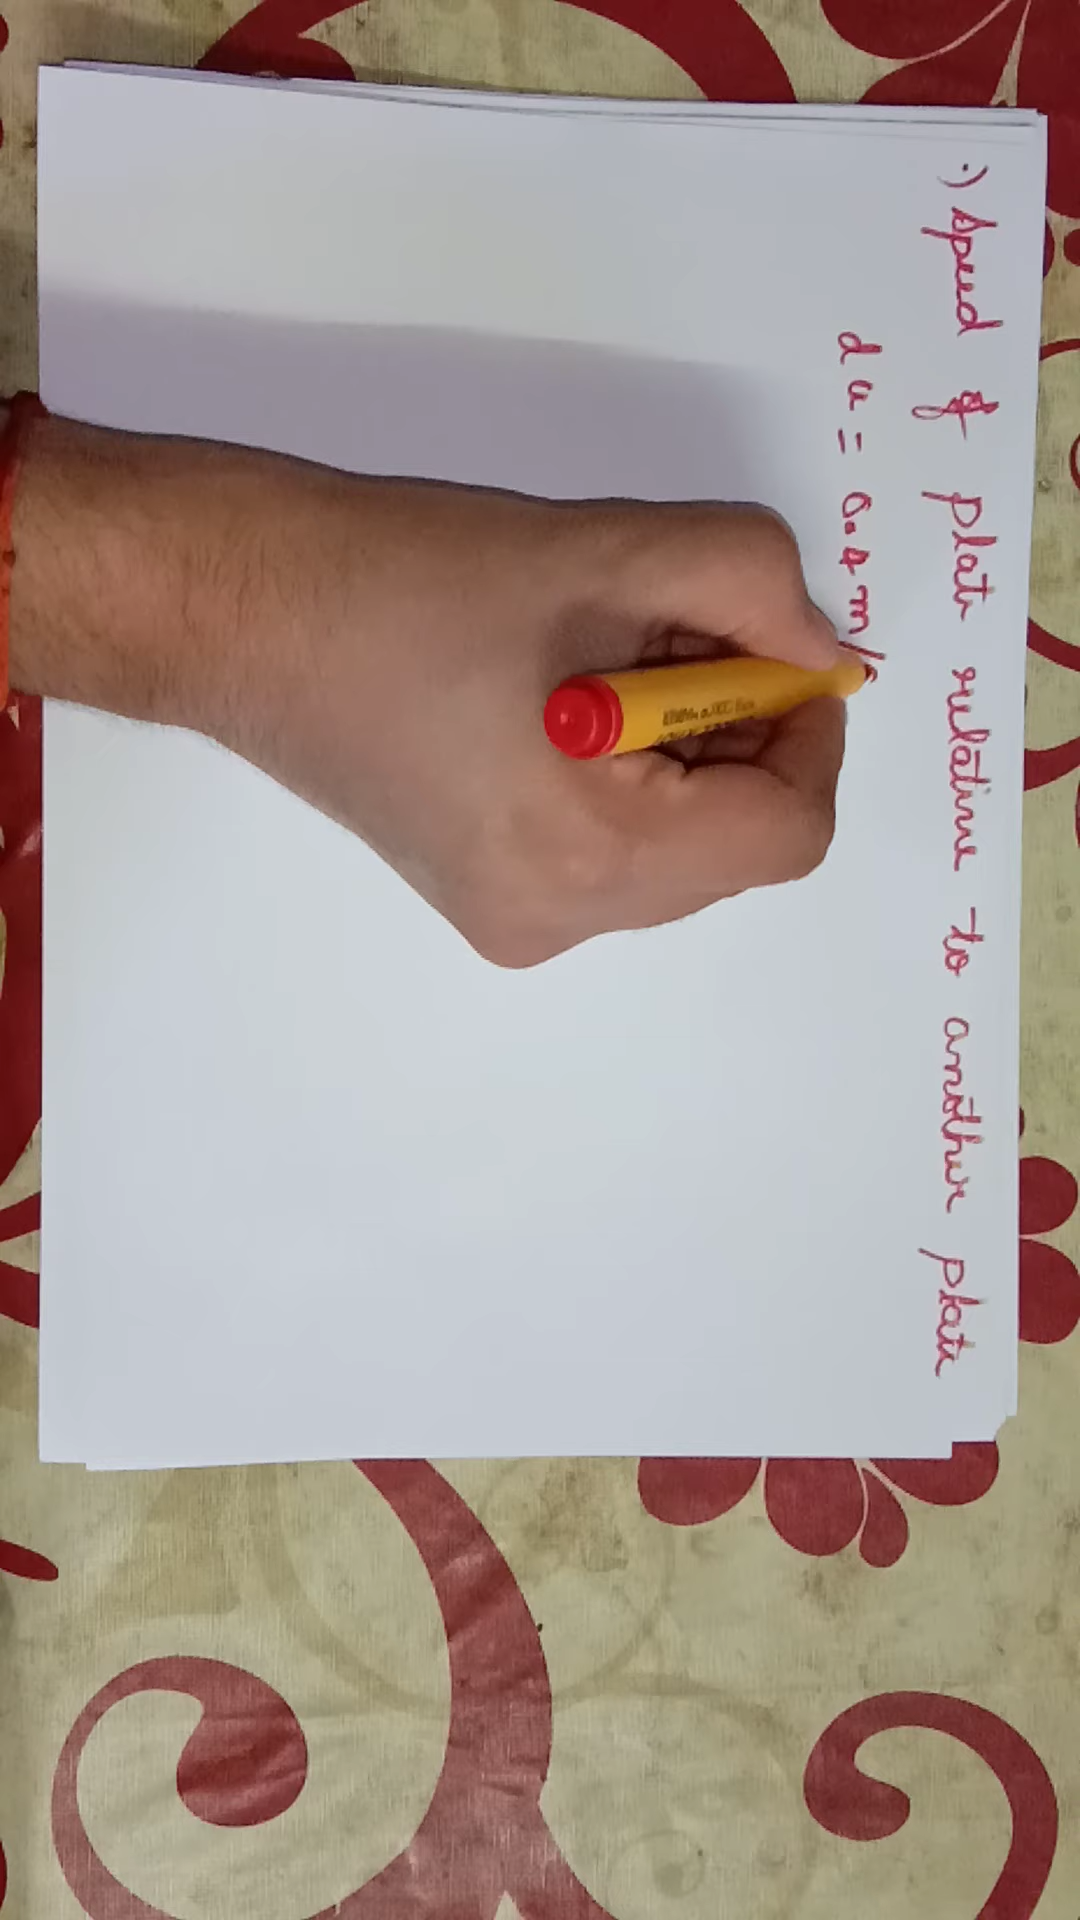 ·) Speed of plate relative to another plate
du = 0.4 m/s